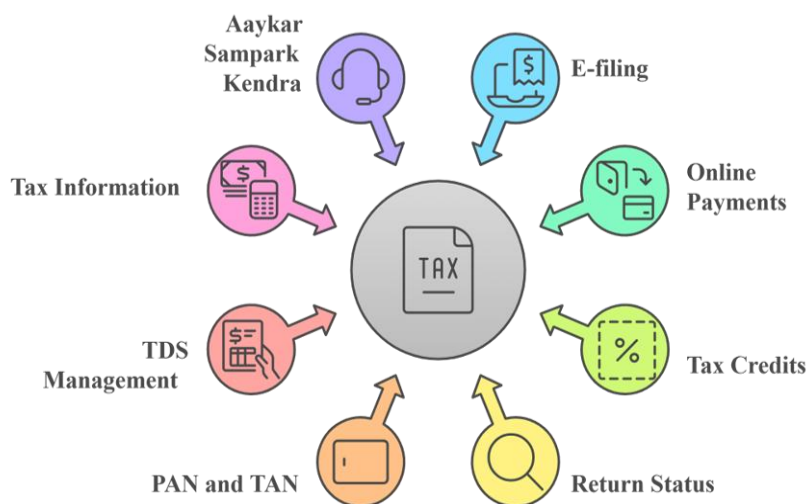 Aaykar
Sampark
Kendra
E-filing
Tax Information
Online
Payments
TAX
TDS
Management
Tax Credits
PAN and TAN
Return Status